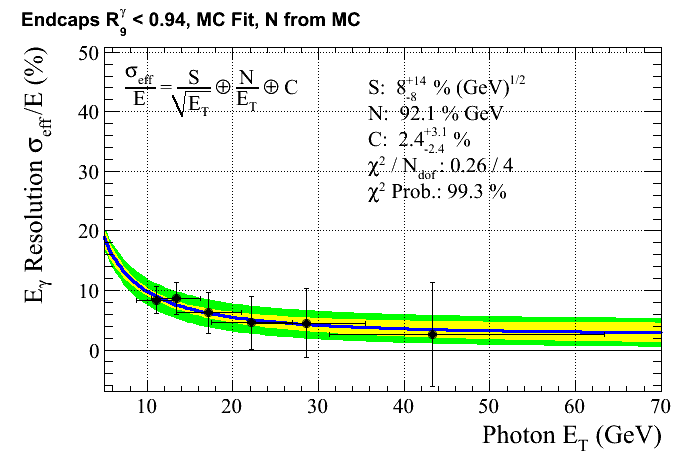 Endcaps R₉ᵞ < 0.94, MC Fit, N from MC
E_γ Resolution σ_eff/E (%)
50
40
30
20
10
0
σ_eff/E = S/√E_T ⊕ N/E_T ⊕ C
S: 8 +14 -8 % (GeV)^1/2
N: 92.1 % GeV
C: 2.4 +3.1 -2.4 %
χ² / N_dof : 0.26 / 4
χ² Prob.: 99.3 %
10 20 30 40 50 60 70
Photon E_T (GeV)